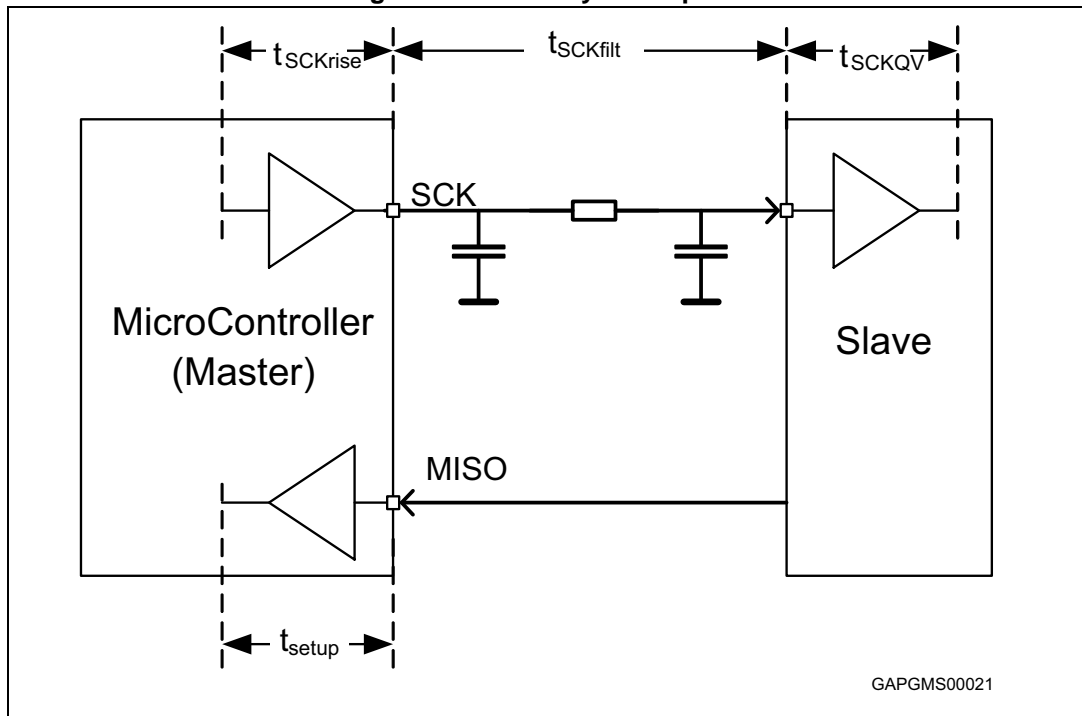 tSCKrise
tSCKfilt
tSCKQV
SCK
MicroController
(Master)
Slave
MISO
tsetup
GAPGMS00021